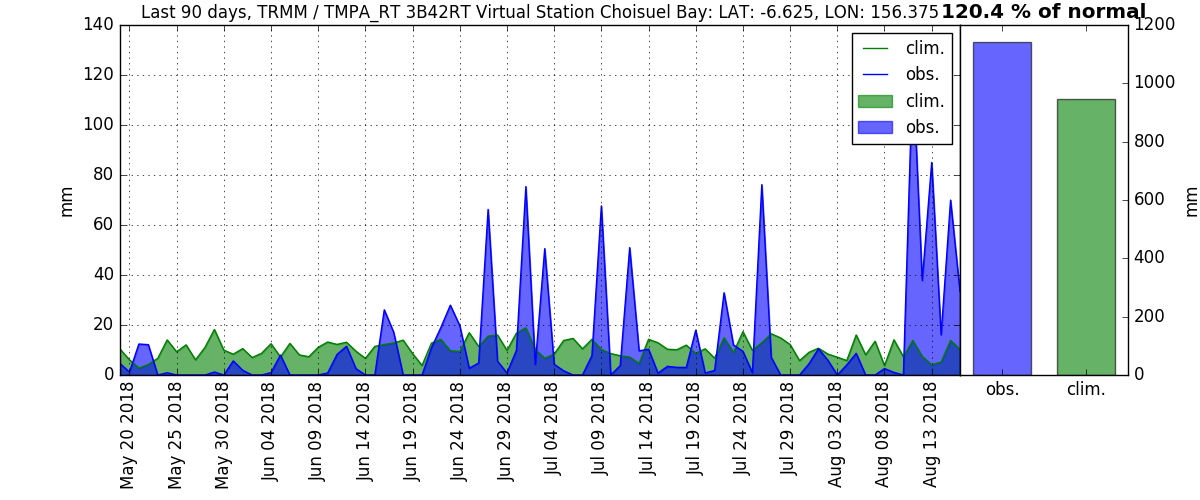 Last 90 days, TRMM / TMPA_RT 3B42RT Virtual Station Choisuel Bay: LAT: -6.625, LON: 156.375 120.4 % of normal
140
120
100
80
60
40
20
0
mm
clim.
obs.
clim.
obs.
1200
1000
800
600
400
200
0
mm
May 20 2018
May 25 2018
May 30 2018
Jun 04 2018
Jun 09 2018
Jun 14 2018
Jun 19 2018
Jun 24 2018
Jun 29 2018
Jul 04 2018
Jul 09 2018
Jul 14 2018
Jul 19 2018
Jul 24 2018
Jul 29 2018
Aug 03 2018
Aug 08 2018
Aug 13 2018
obs.
clim.